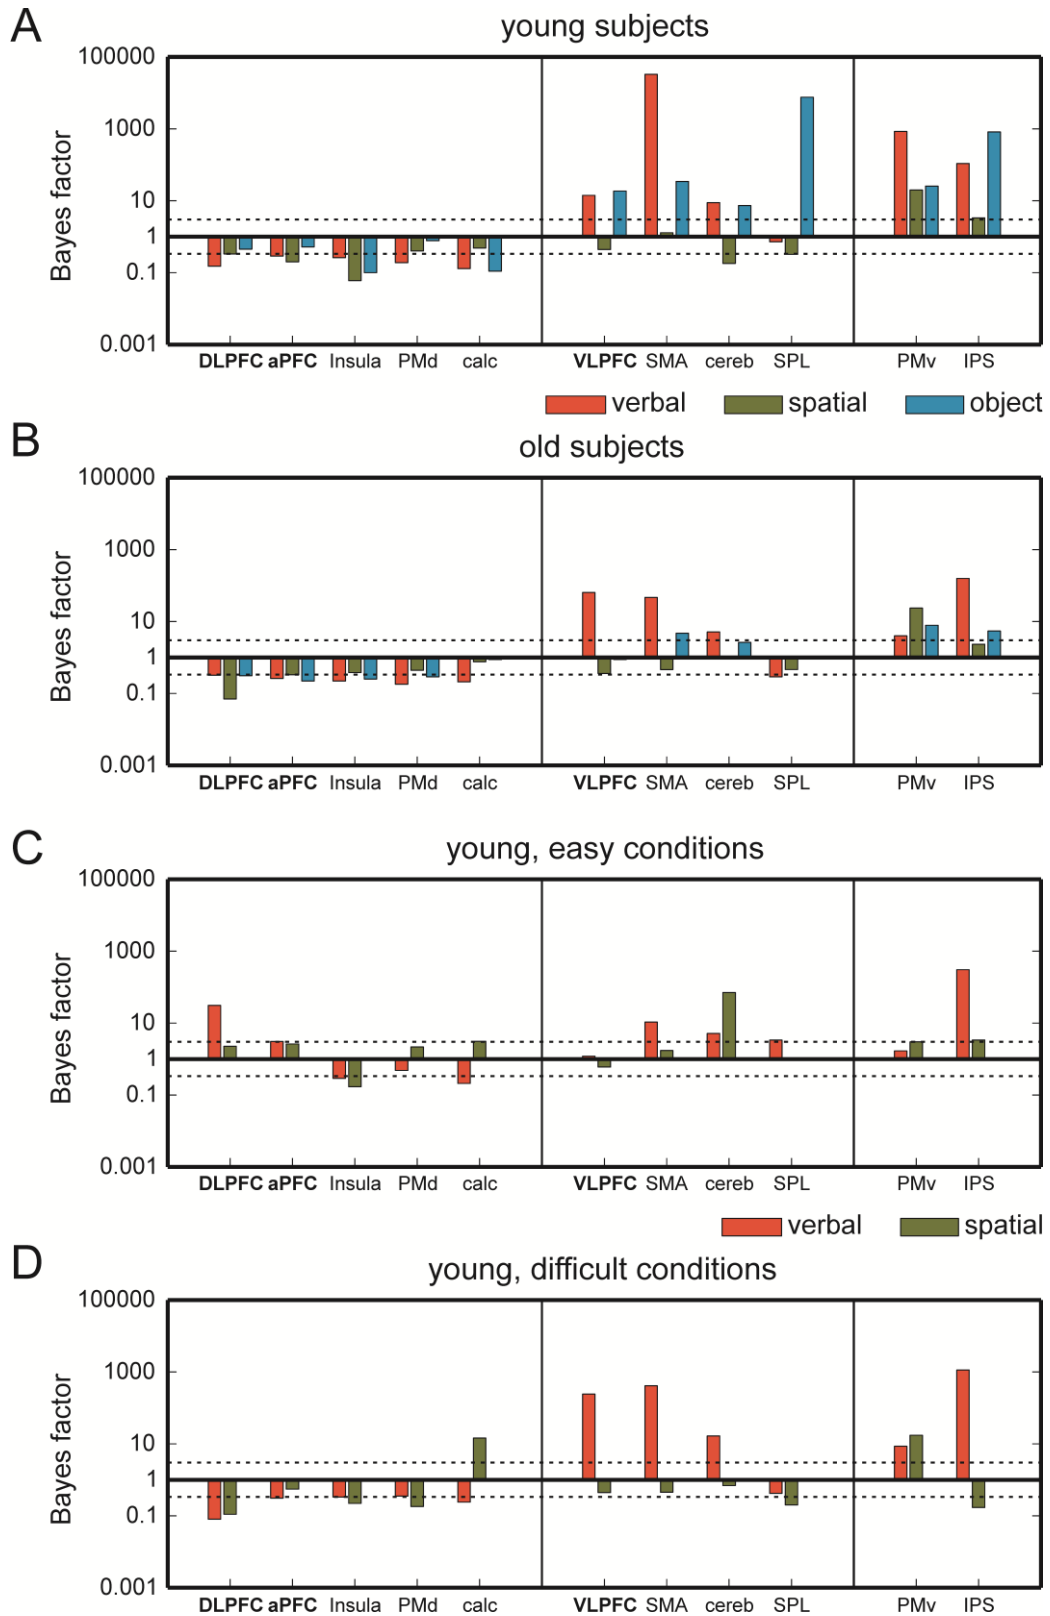 A
young subjects
Bayes factor
100000
1000
10
1
0.1
0.001
DLPFC aPFC Insula PMd calc VLPFC SMA cereb SPL PMv IPS
verbal spatial object
B
old subjects
Bayes factor
100000
1000
10
1
0.1
0.001
DLPFC aPFC Insula PMd calc VLPFC SMA cereb SPL PMv IPS
C
young, easy conditions
Bayes factor
100000
1000
10
1
0.1
0.001
DLPFC aPFC Insula PMd calc VLPFC SMA cereb SPL PMv IPS
verbal spatial
D
young, difficult conditions
Bayes factor
100000
1000
10
1
0.1
0.001
DLPFC aPFC Insula PMd calc VLPFC SMA cereb SPL PMv IPS